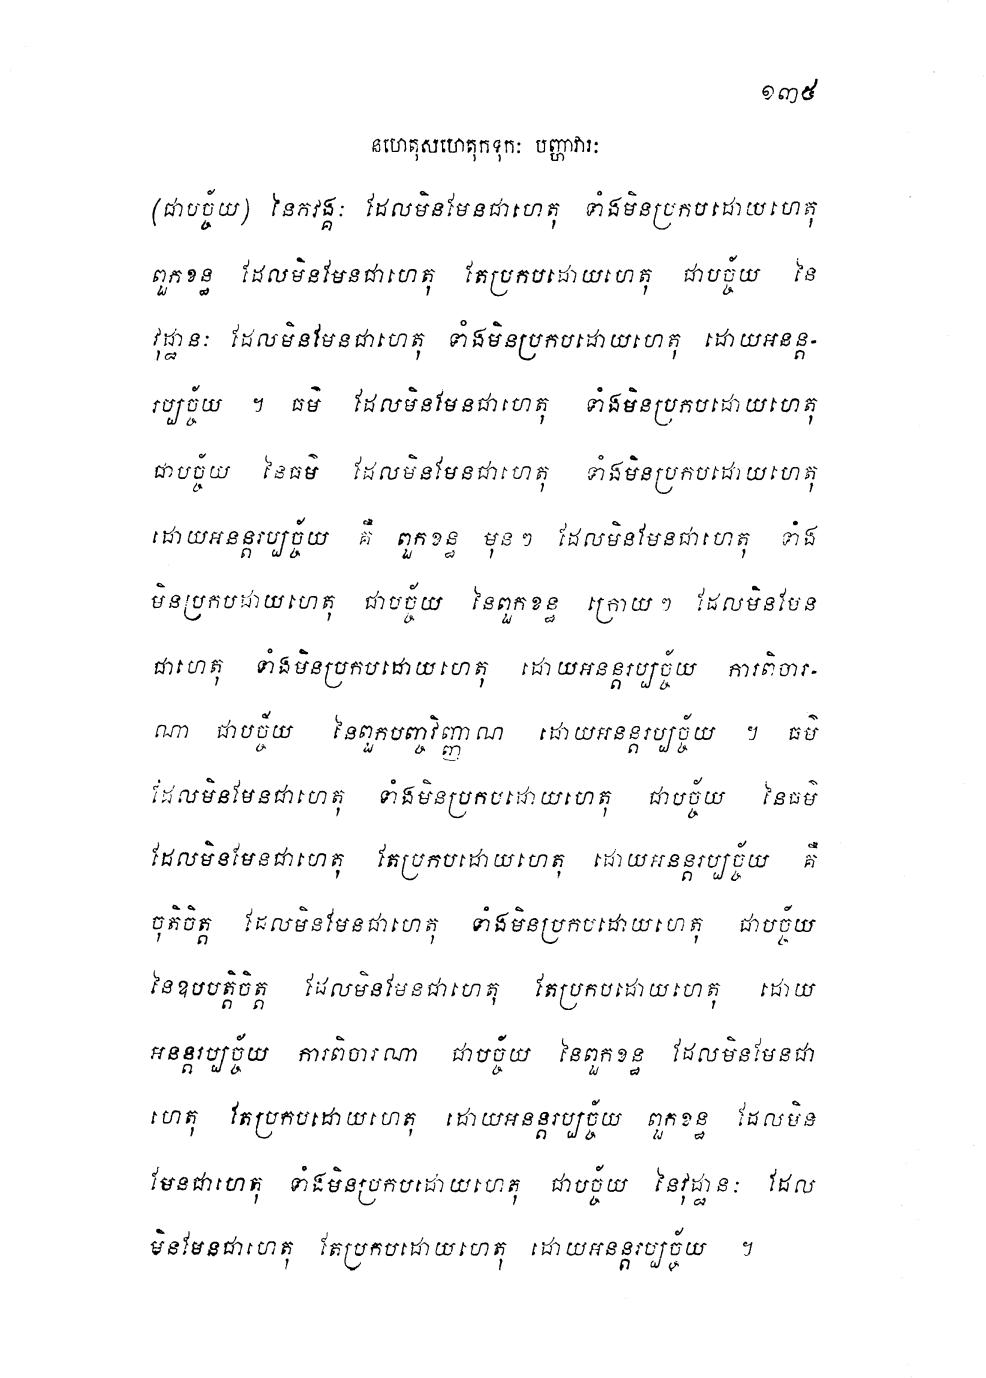 ១៣៥
នហេតុសហេតុកទុកៈ បញ្ហាវារៈ
(ជាបច្ច័យ) នៃភវង្គៈ ដែលមិនមែនជាហេតុ ទាំងមិនប្រកបដោយហេតុ
ពួកខន្ធ ដែលមិនមែនជាហេតុ តែប្រកបដោយហេតុ ជាបច្ច័យ នៃ
វុដ្ឋានៈ ដែលមិនមែនជាហេតុ ទាំងមិនប្រកបដោយហេតុ ដោយអនន្ត-
រប្បច្ច័យ ។ ធម៌ ដែលមិនមែនជាហេតុ ទាំងមិនប្រកបដោយហេតុ
ជាបច្ច័យ នៃធម៌ ដែលមិនមែនជាហេតុ ទាំងមិនប្រកបដោយហេតុ
ដោយអនន្តរប្បច្ច័យ គឺ ពួកខន្ធ មុនៗ ដែលមិនមែនជាហេតុ ទាំង
មិនប្រកបដោយហេតុ ជាបច្ច័យ នៃពួកខន្ធ ក្រោយៗ ដែលមិនមែន
ជាហេតុ ទាំងមិនប្រកបដោយហេតុ ដោយអនន្តរប្បច្ច័យ ការពិចារ-
ណា ជាបច្ច័យ នៃពួកបញ្ចវិញ្ញាណ ដោយអនន្តរប្បច្ច័យ ។ ធម៌
ដែលមិនមែនជាហេតុ ទាំងមិនប្រកបដោយហេតុ ជាបច្ច័យ នៃធម៌
ដែលមិនមែនជាហេតុ តែប្រកបដោយហេតុ ដោយអនន្តរប្បច្ច័យ គឺ
ចុតិចិត្ត ដែលមិនមែនជាហេតុ ទាំងមិនប្រកបដោយហេតុ ជាបច្ច័យ
នៃឧបបត្តិចិត្ត ដែលមិនមែនជាហេតុ តែប្រកបដោយហេតុ ដោយ
អនន្តរប្បច្ច័យ ការពិចារណា ជាបច្ច័យ នៃពួកខន្ធ ដែលមិនមែនជា
ហេតុ តែប្រកបដោយហេតុ ដោយអនន្តរប្បច្ច័យ ពួកខន្ធ ដែលមិន
មែនជាហេតុ ទាំងមិនប្រកបដោយហេតុ ជាបច្ច័យ នៃវុដ្ឋានៈ ដែល
មិនមែនជាហេតុ តែប្រកបដោយហេតុ ដោយអនន្តរប្បច្ច័យ ។